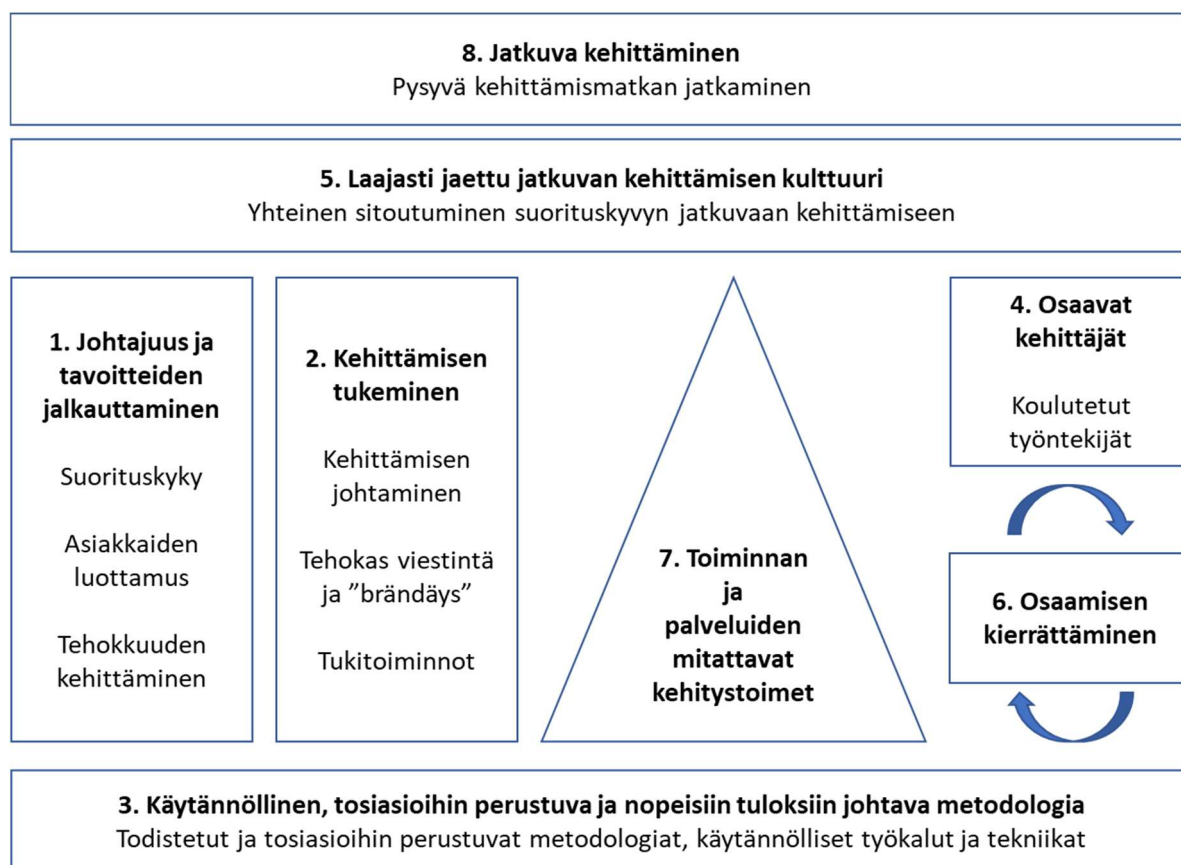 8. Jatkuva kehittäminen
Pysyvä kehittämismatkan jatkaminen
5. Laajasti jaettu jatkuvan kehittämisen kulttuuri
Yhteinen sitoutuminen suorituskyvyn jatkuvaan kehittämiseen
1. Johtajuus ja
tavoitteiden
jalkauttaminen
Suorituskyky
Asiakkaiden
luottamus
Tehokkuuden
kehittäminen
2. Kehittämisen
tukeminen
Kehittämisen
johtaminen
Tehokas viestintä
ja ”brändäys”
Tukitoiminnot
7. Toiminnan
ja
palveluiden
mitattavat
kehitystoimet
4. Osaavat
kehittäjät
Koulutetut
työntekijät
6. Osaamisen
kierrättäminen
3. Käytännöllinen, tosiasioihin perustuva ja nopeisiin tuloksiin johtava metodologia
Todistetut ja tosiasioihin perustuvat metodologiat, käytännölliset työkalut ja tekniikat